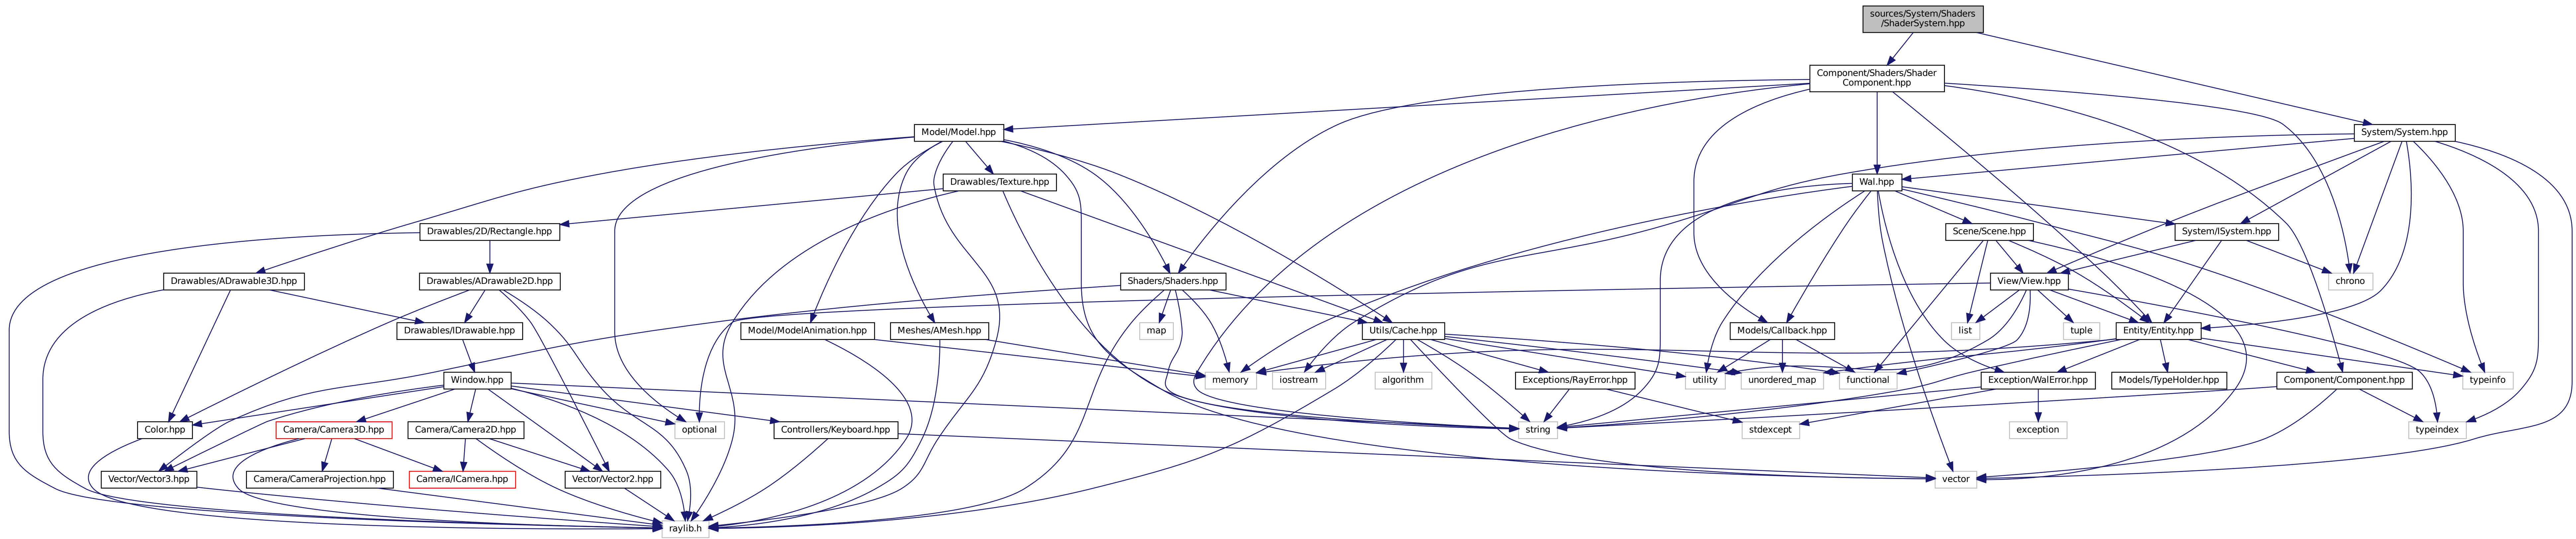 sources/System/Shaders
/ShaderSystem.hpp
Component/Shaders/Shader
Component.hpp
Model/Model.hpp
System/System.hpp
Drawables/Texture.hpp
Wal.hpp
Drawables/2D/Rectangle.hpp
Scene/Scene.hpp
System/ISystem.hpp
Drawables/ADrawable3D.hpp
Drawables/ADrawable2D.hpp
Shaders/Shaders.hpp
View/View.hpp
chrono
Drawables/IDrawable.hpp
Model/ModelAnimation.hpp
Meshes/AMesh.hpp
map
Utils/Cache.hpp
Models/Callback.hpp
list
tuple
Entity/Entity.hpp
Window.hpp
memory
iostream
algorithm
Exceptions/RayError.hpp
utility
unordered_map
functional
Exception/WalError.hpp
Models/TypeHolder.hpp
Component/Component.hpp
typeinfo
Color.hpp
Camera/Camera3D.hpp
Camera/Camera2D.hpp
optional
Controllers/Keyboard.hpp
string
stdexcept
exception
typeindex
Vector/Vector3.hpp
Camera/CameraProjection.hpp
Camera/ICamera.hpp
Vector/Vector2.hpp
vector
raylib.h